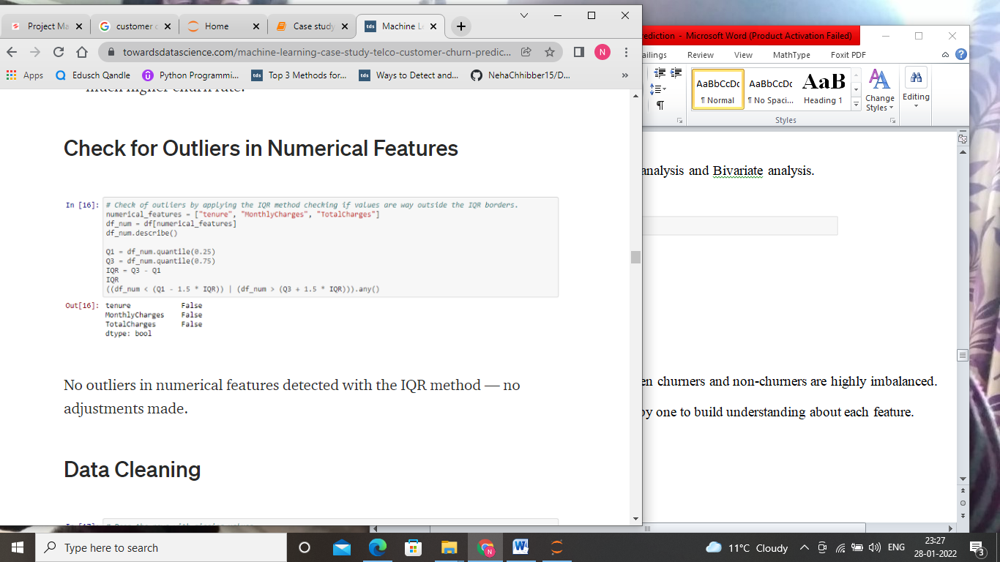 Project Ma
customer c
Home
Case study
Machine Le
towardsdatascience.com/machine-learning-case-study-telco-customer-churn-predic...
N
Apps
Edusch Qandle
Python Programmi...
Top 3 Methods for...
Ways to Detect and...
NehaChhibber15/D...
»
much higher churn rate.
Check for Outliers in Numerical Features
In [16]: # Check of outliers by applying the IQR method checking if values are way outside the IQR borders.
numerical_features = ["tenure", "MonthlyCharges", "TotalCharges"]
df_num = df[numerical_features]
df_num.describe()
Q1 = df_num.quantile(0.25)
Q3 = df_num.quantile(0.75)
IQR = Q3 - Q1
IQR
((df_num < (Q1 - 1.5 * IQR)) | (df_num > (Q3 + 1.5 * IQR))).any()
Out[16]: tenure False
MonthlyCharges False
TotalCharges False
dtype: bool
No outliers in numerical features detected with the IQR method — no
adjustments made.
Data Cleaning
ediction - Microsoft Word (Product Activation Failed)
ailings Review View MathType Foxit PDF
AaBbCcDc AaBbCcDc AaB
¶ Normal ¶ No Spaci... Heading 1
Change
Styles
Editing
Styles
analysis and Bivariate analysis.
en churners and non-churners are highly imbalanced.
by one to build understanding about each feature.
Type here to search
11°C Cloudy
ENG
23:27
28-01-2022
3